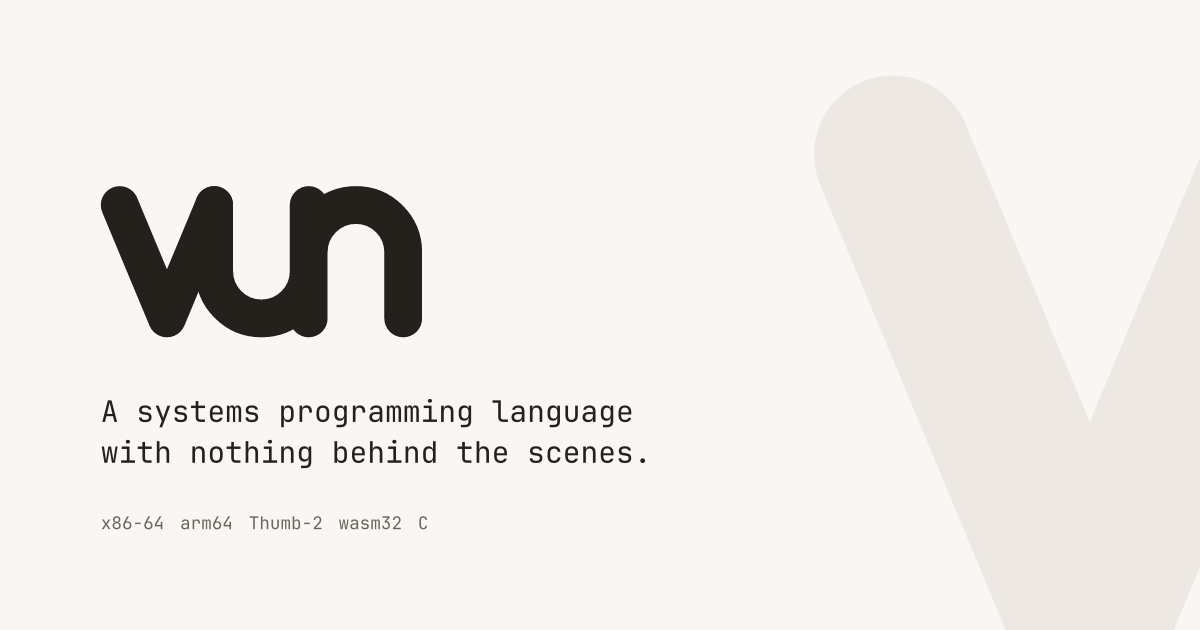 vun
A systems programming language
with nothing behind the scenes.
x86-64 arm64 Thumb-2 wasm32 C